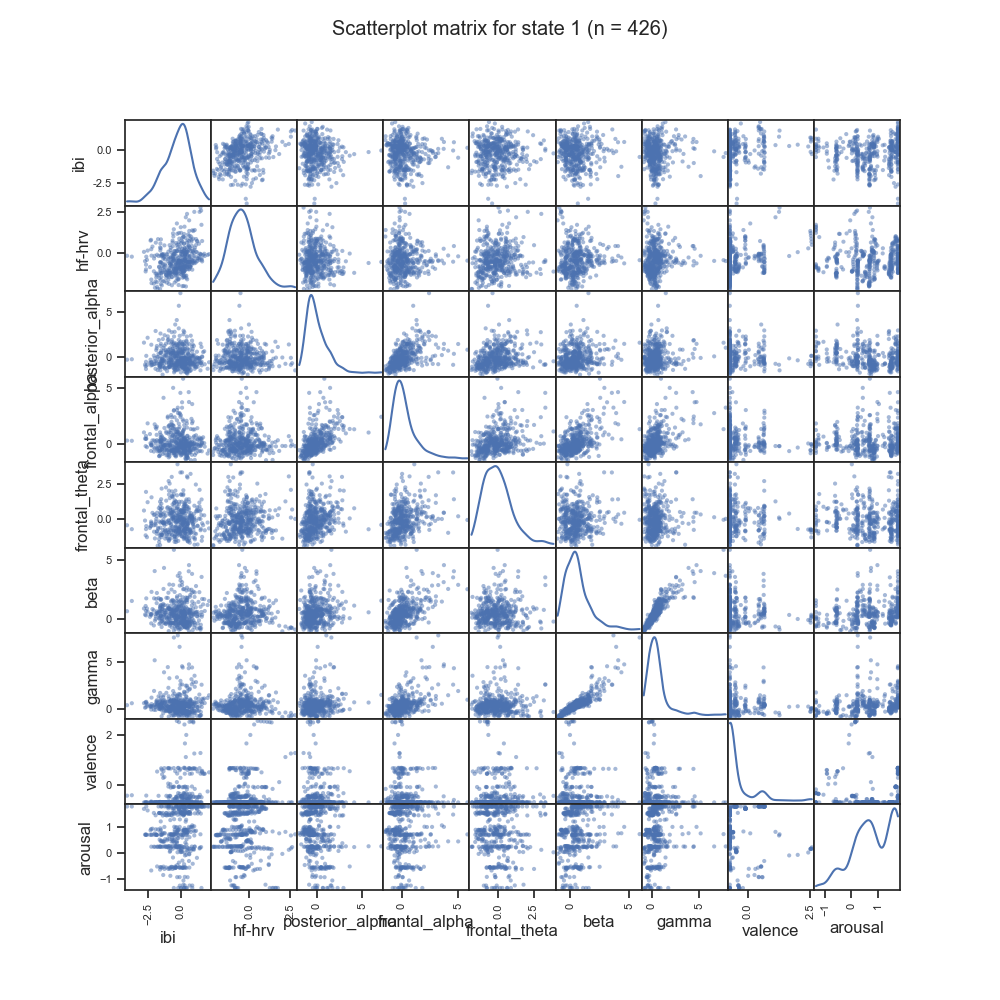 Scatterplot matrix for state 1 (n = 426)
ibi
0.0
−2.5
hf-hrv
2.5
0.0
posterior_alpha
5
0
frontal_alpha
5
0
frontal_theta
2.5
0.0
beta
5
0
gamma
5
0
valence
2
0
arousal
1
0
−1
−2.5 0.0 0.0 2.5 0 5 0 5 0.0 2.5 0 5 0 5 0.0 2.5 −1 0 1
ibi hf-hrv posterior_alpha frontal_alpha frontal_theta beta gamma valence arousal